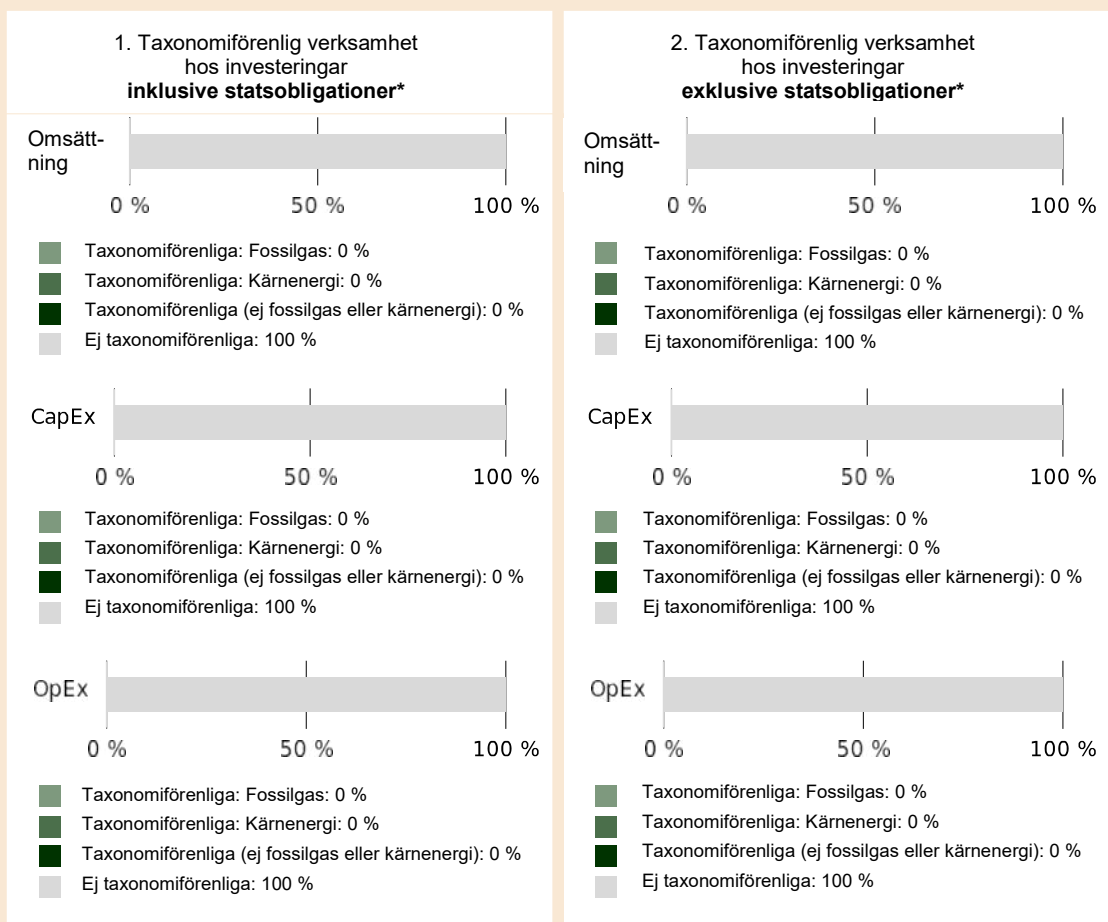 1. Taxonomiförenlig verksamhet
hos investeringar
inklusive statsobligationer*
Omsätt-
ning
0 % 50 % 100 %
Taxonomiförenliga: Fossilgas: 0 %
Taxonomiförenliga: Kärnenergi: 0 %
Taxonomiförenliga (ej fossilgas eller kärnenergi): 0 %
Ej taxonomiförenliga: 100 %
CapEx
0 % 50 % 100 %
Taxonomiförenliga: Fossilgas: 0 %
Taxonomiförenliga: Kärnenergi: 0 %
Taxonomiförenliga (ej fossilgas eller kärnenergi): 0 %
Ej taxonomiförenliga: 100 %
OpEx
0 % 50 % 100 %
Taxonomiförenliga: Fossilgas: 0 %
Taxonomiförenliga: Kärnenergi: 0 %
Taxonomiförenliga (ej fossilgas eller kärnenergi): 0 %
Ej taxonomiförenliga: 100 %
2. Taxonomiförenlig verksamhet
hos investeringar
exklusive statsobligationer*
Omsätt-
ning
0 % 50 % 100 %
Taxonomiförenliga: Fossilgas: 0 %
Taxonomiförenliga: Kärnenergi: 0 %
Taxonomiförenliga (ej fossilgas eller kärnenergi): 0 %
Ej taxonomiförenliga: 100 %
CapEx
0 % 50 % 100 %
Taxonomiförenliga: Fossilgas: 0 %
Taxonomiförenliga: Kärnenergi: 0 %
Taxonomiförenliga (ej fossilgas eller kärnenergi): 0 %
Ej taxonomiförenliga: 100 %
OpEx
0 % 50 % 100 %
Taxonomiförenliga: Fossilgas: 0 %
Taxonomiförenliga: Kärnenergi: 0 %
Taxonomiförenliga (ej fossilgas eller kärnenergi): 0 %
Ej taxonomiförenliga: 100 %